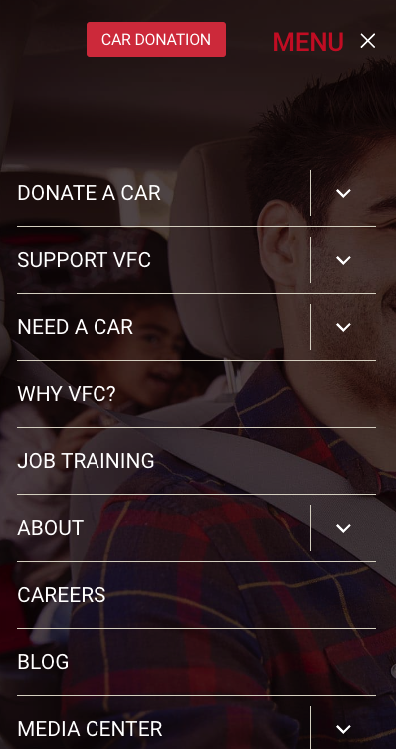 CAR DONATION
MENU
DONATE A CAR
SUPPORT VFC
NEED A CAR
WHY VFC?
JOB TRAINING
ABOUT
CAREERS
BLOG
MEDIA CENTER